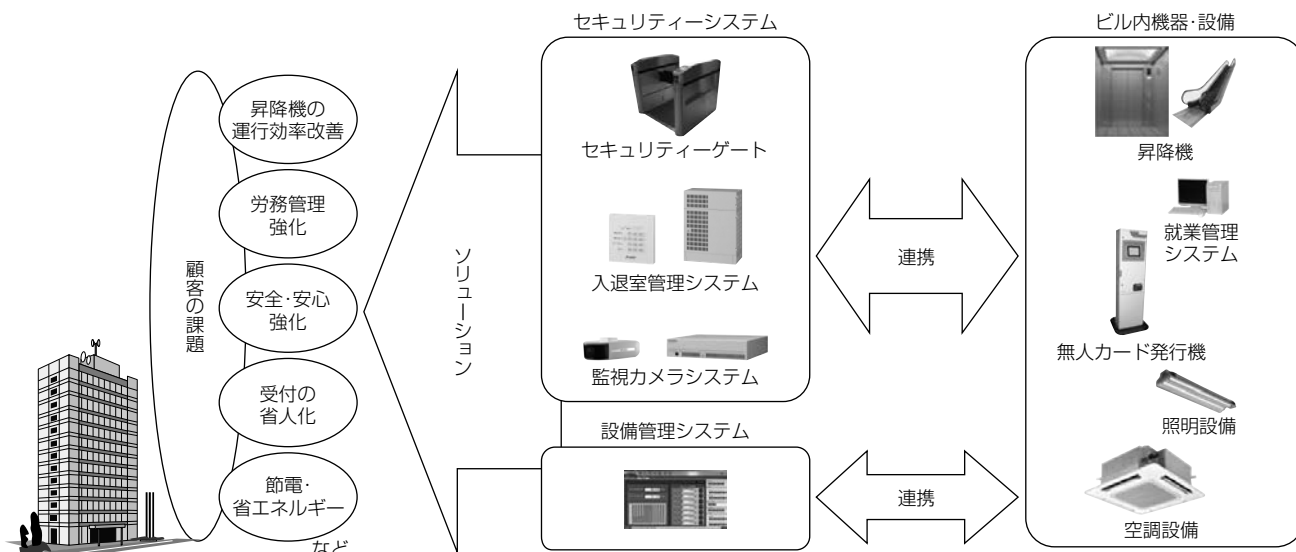 顧客の課題
昇降機の
運行効率改善
労務管理
強化
安全・安心
強化
受付の
省人化
節電・
省エネルギー
など
ソリューション
セキュリティーシステム
セキュリティーゲート
入退室管理システム
監視カメラシステム
設備管理システム
連携
連携
ビル内機器・設備
昇降機
就業管理
システム
無人カード発行機
照明設備
空調設備